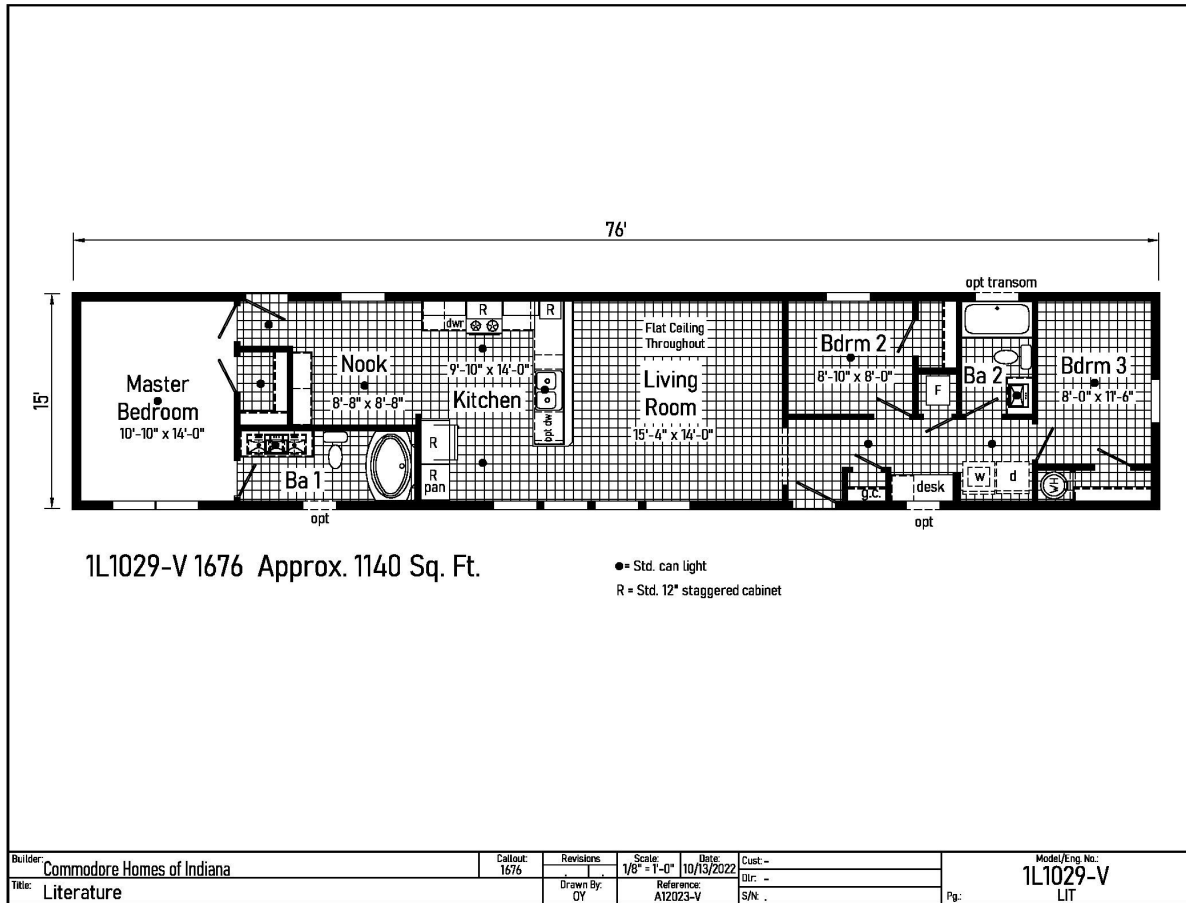 76'
opt transom
15'
Master
Bedroom
10'-10" x 14'-0"
Nook
8'-8" x 8'-8"
dwr
R
R
9'-10" x 14'-0"
Kitchen
opt dw
R
R
pan
Ba 1
opt
Flat Ceiling
Throughout
Living
Room
15'-4" x 14'-0"
Bdrm 2
8'-10" x 8'-0"
F
Ba 2
Bdrm 3
8'-0" x 11'-6"
g.c.
desk
w
d
WH
opt
1L1029-V 1676 Approx. 1140 Sq. Ft.
●= Std. can light
R = Std. 12" staggered cabinet
Builder: Commodore Homes of Indiana
Title: Literature
Callout:
1676
Revisions
Scale:
1/8" = 1'-0"
Date:
10/13/2022
Drawn By:
OY
Reference:
A12023-V
Cust: -
Dlr: -
S/N: .
Model/Eng. No.:
1L1029-V
Pg.: LIT